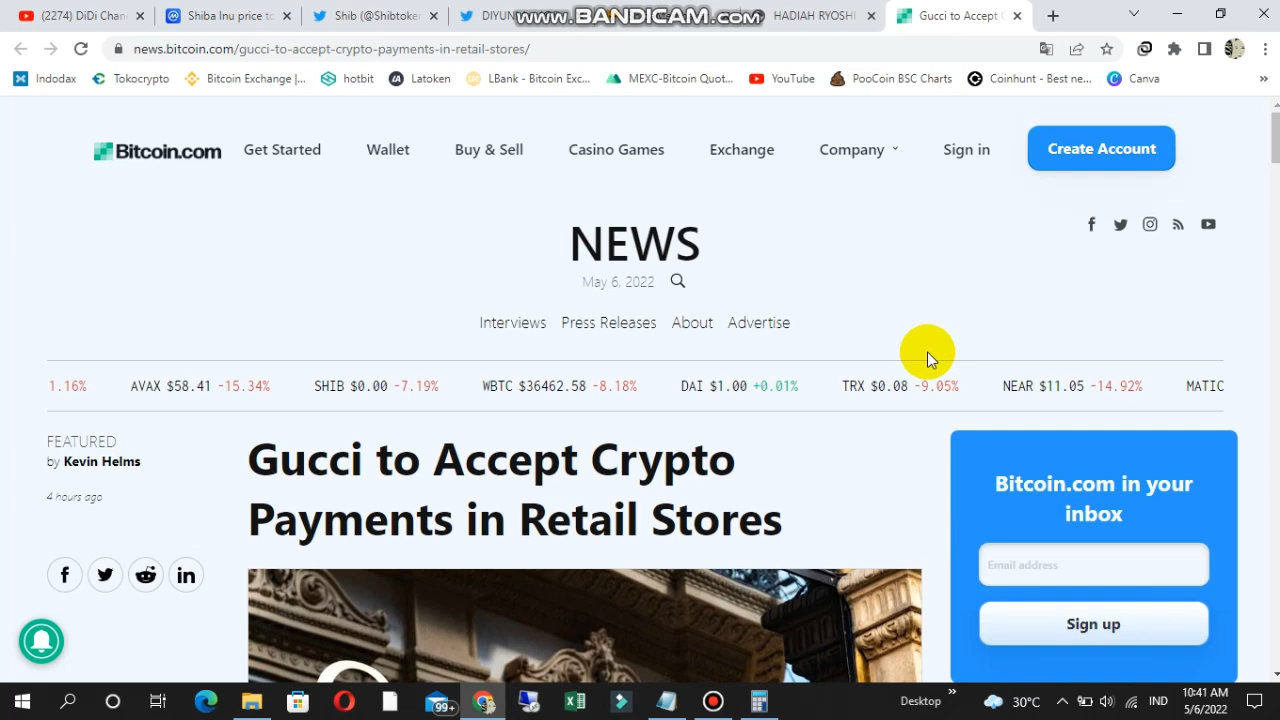 (2274) DiDi Chan
Shiba Inu price to
Shib (@Shibtoke
DIYUN
www.BANDICAM.com
HADIAH RYOSHI
Gucci to Accept C
news.bitcoin.com/gucci-to-accept-crypto-payments-in-retail-stores/
Indodax
Tokocrypto
Bitcoin Exchange |...
hotbit
Latoken
LBank - Bitcoin Exc...
MEXC-Bitcoin Quot...
YouTube
PooCoin BSC Charts
Coinhunt - Best ne...
Canva
»
Bitcoin.com
Get Started
Wallet
Buy & Sell
Casino Games
Exchange
Company
Sign in
Create Account
NEWS
May 6, 2022
Interviews Press Releases About Advertise
1.16% AVAX $58.41 -15.34% SHIB $0.00 -7.19% WBTC $36462.58 -8.18% DAI $1.00 +0.01% TRX $0.08 -9.05% NEAR $11.05 -14.92% MATIC
FEATURED
by Kevin Helms
4 hours ago
Gucci to Accept Crypto
Payments in Retail Stores
Bitcoin.com in your
inbox
Email address
Sign up
99+
Desktop
»
30°C
IND
10:41 AM
5/6/2022